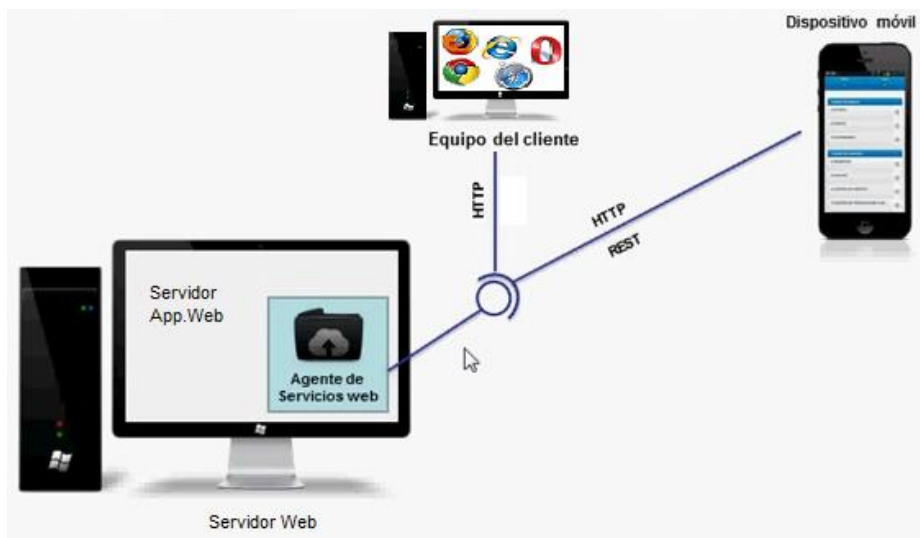 Dispositivo móvil
Equipo del cliente
HTTP
HTTP
REST
Servidor
App.Web
Agente de
Servicios web
Servidor Web